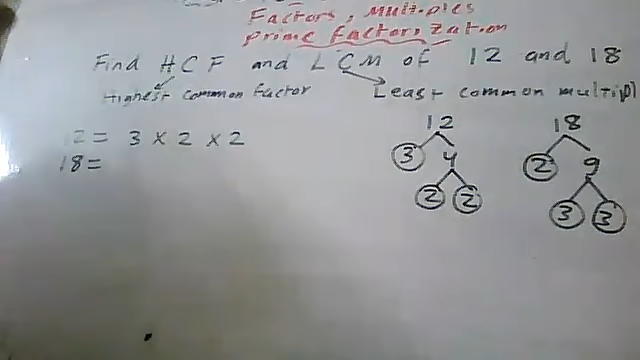 Factors, Multiples
prime factorization
Find HCF and LCM of 12 and 18
Highest common factor
Least common multipl
12 = 3 × 2 × 2
18 =
12
3 4
2 2
18
2 9
3 3